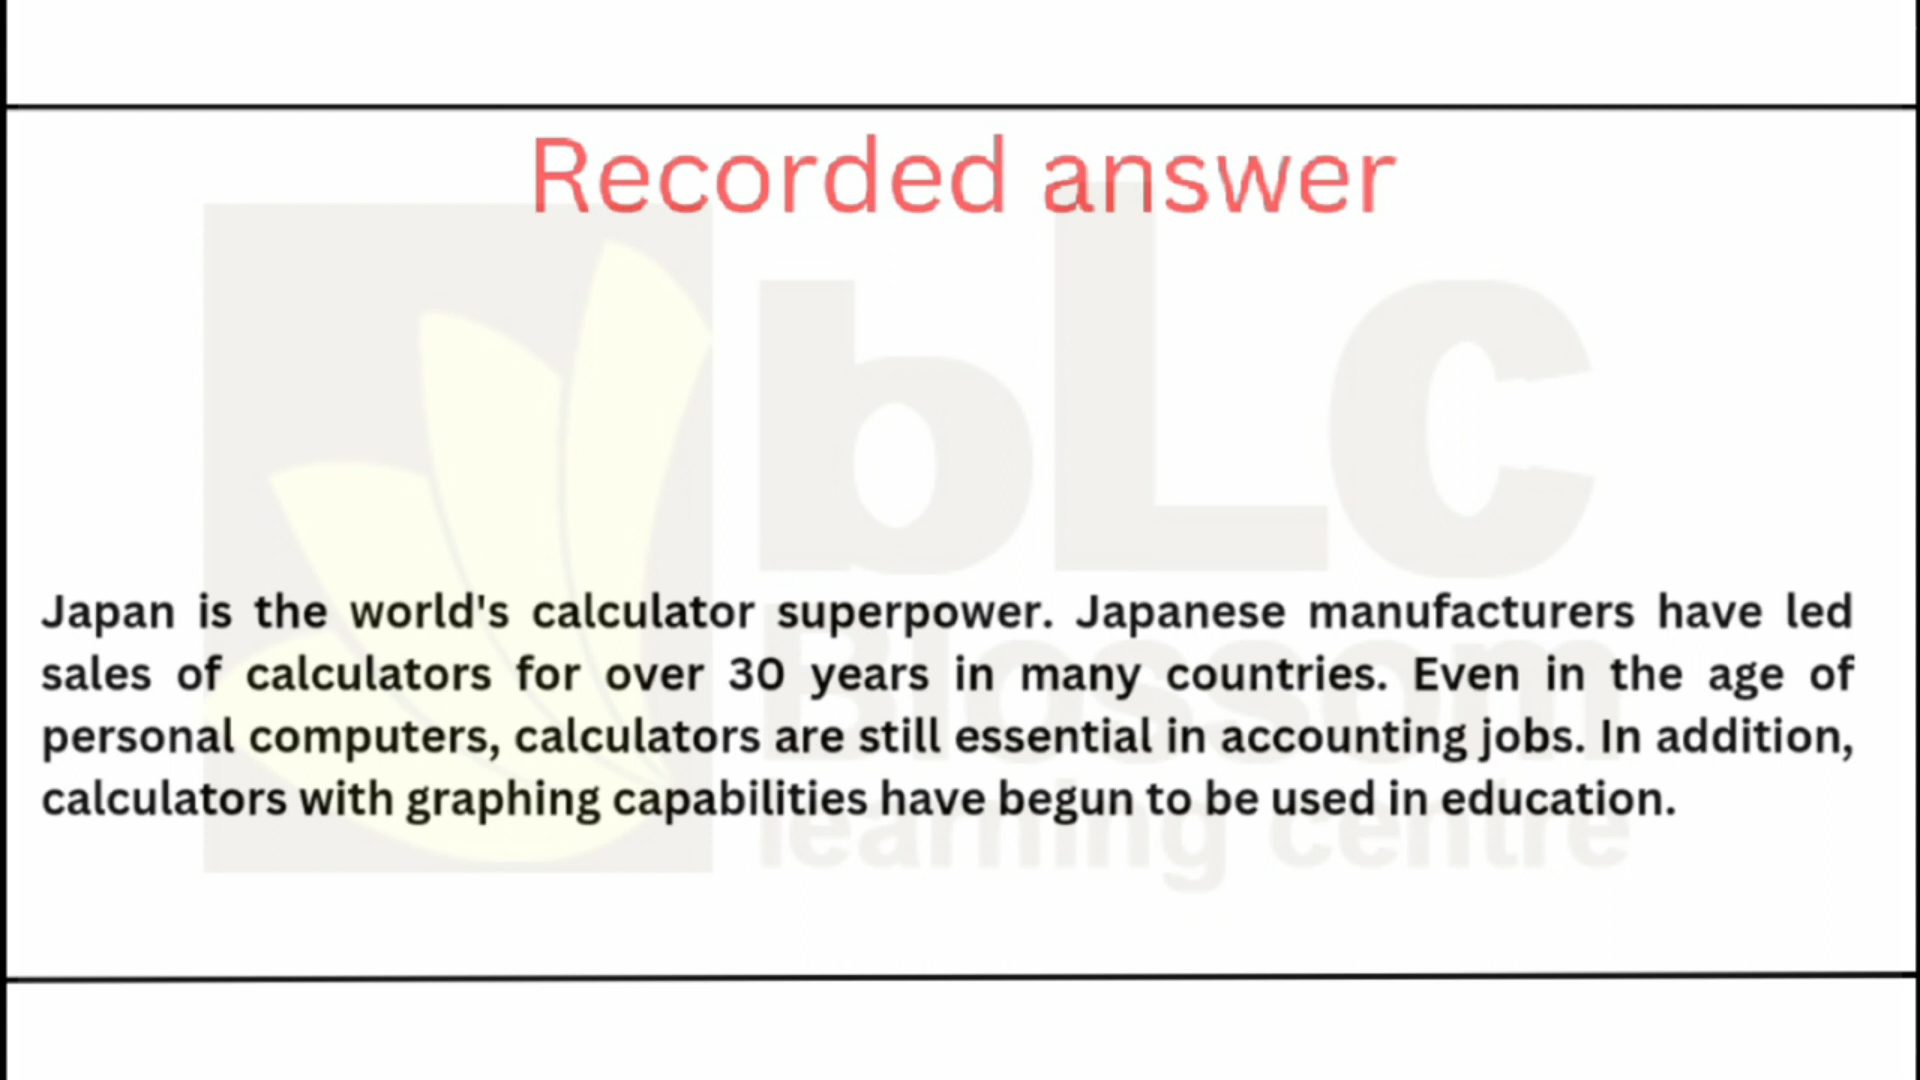 Recorded answer
bLc
Blossom
learning centre
Japan is the world's calculator superpower. Japanese manufacturers have led
sales of calculators for over 30 years in many countries. Even in the age of
personal computers, calculators are still essential in accounting jobs. In addition,
calculators with graphing capabilities have begun to be used in education.